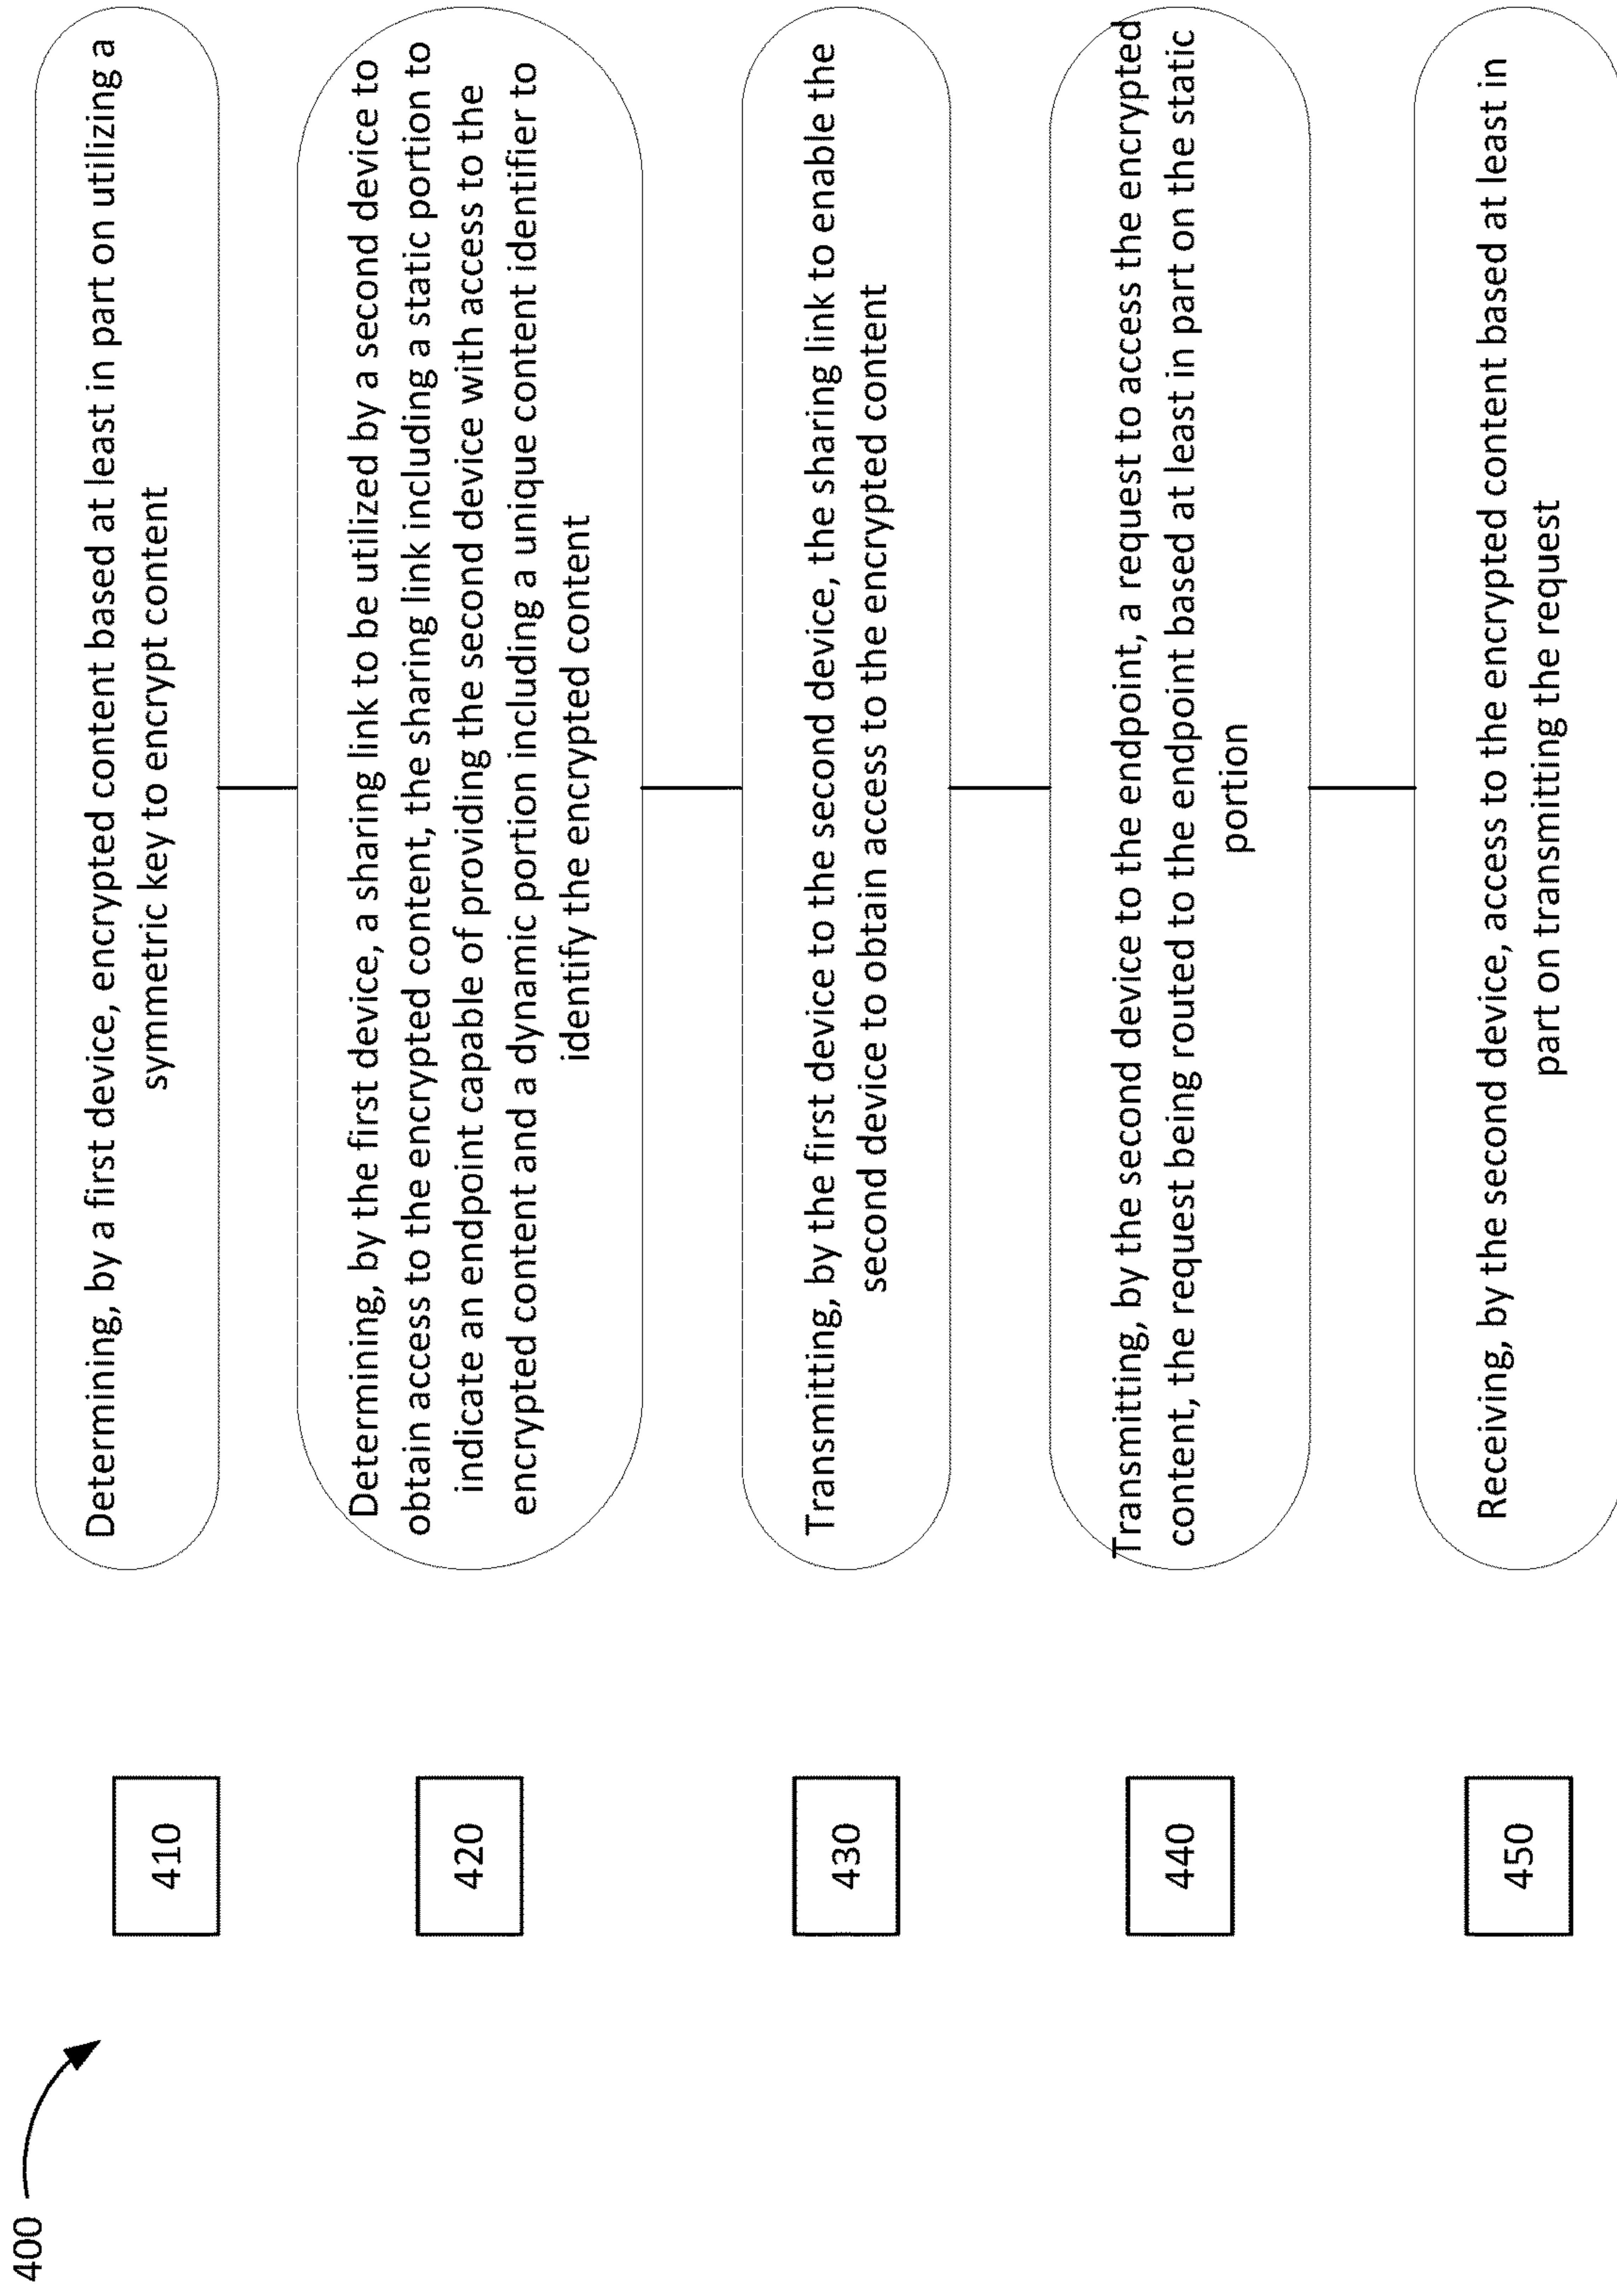 400
410
Determining, by a first device, encrypted content based at least in part on utilizing a
symmetric key to encrypt content
420
Determining, by the first device, a sharing link to be utilized by a second device to
obtain access to the encrypted content, the sharing link including a static portion to
indicate an endpoint capable of providing the second device with access to the
encrypted content and a dynamic portion including a unique content identifier to
identify the encrypted content
430
Transmitting, by the first device to the second device, the sharing link to enable the
second device to obtain access to the encrypted content
440
Transmitting, by the second device to the endpoint, a request to access the encrypted
content, the request being routed to the endpoint based at least in part on the static
portion
450
Receiving, by the second device, access to the encrypted content based at least in
part on transmitting the request